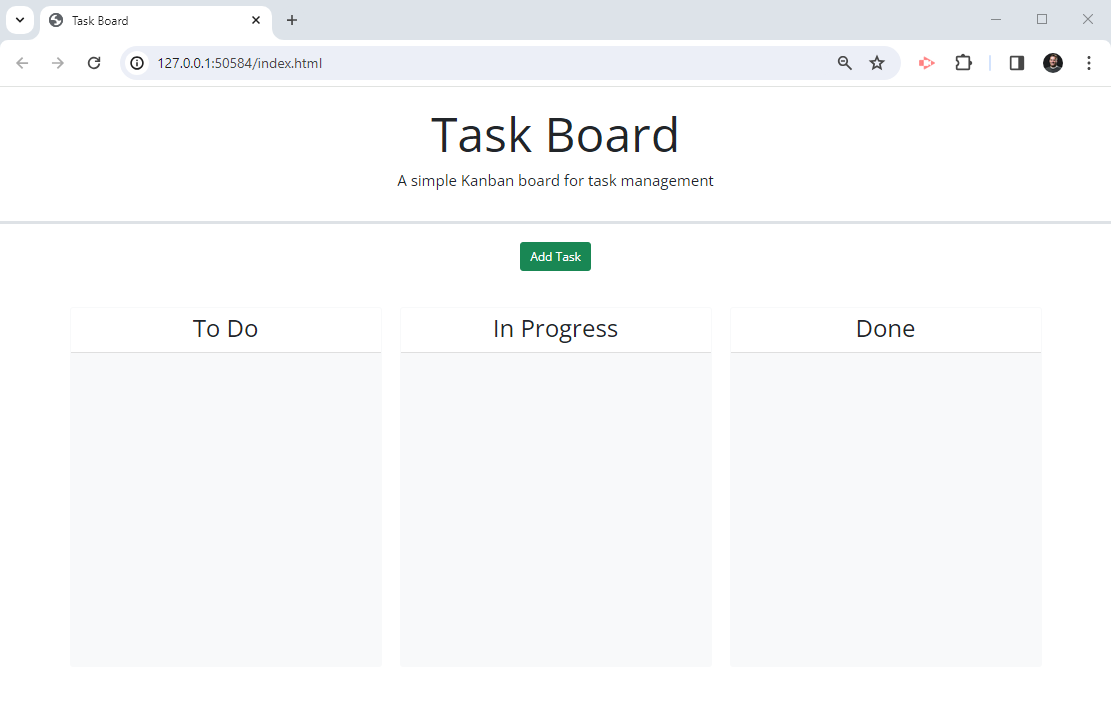 Task Board
127.0.0.1:50584/index.html
Task Board
A simple Kanban board for task management
Add Task
To Do
In Progress
Done